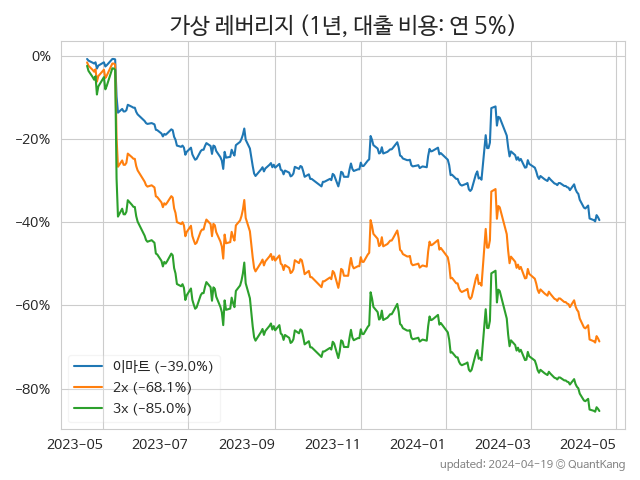 가상 레버리지 (1년, 대출 비용: 연 5%)
0%
−20%
−40%
−60%
−80%
이마트 (−39.0%)
2x (−68.1%)
3x (−85.0%)
2023-05 2023-07 2023-09 2023-11 2024-01 2024-03 2024-05
updated: 2024-04-19 © QuantKang